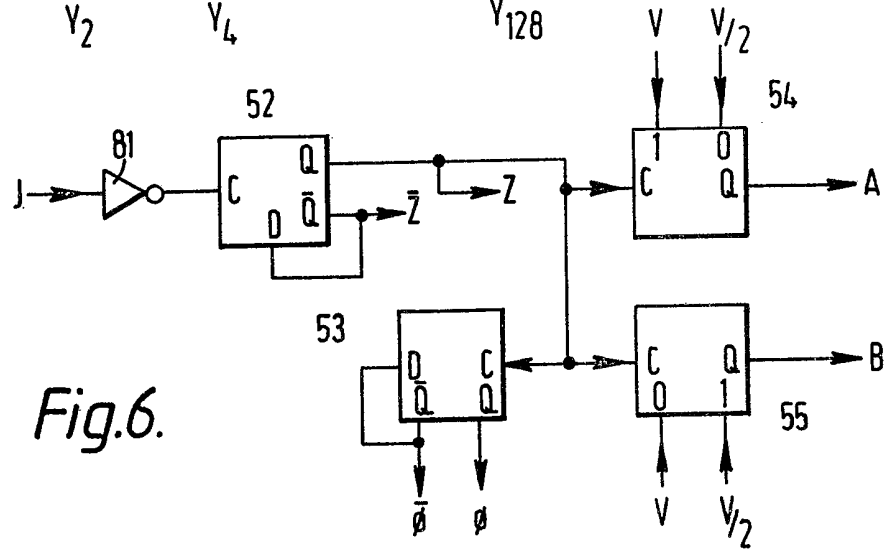 Y2 Y4 Y128
V V/2
52 54
81
J C Q Z
D Q̄ Z̄
1 0
C Q A
53
D C
Q̄ Q
C Q B
0 1
55
Fig.6.
ø̄ ø V V/2